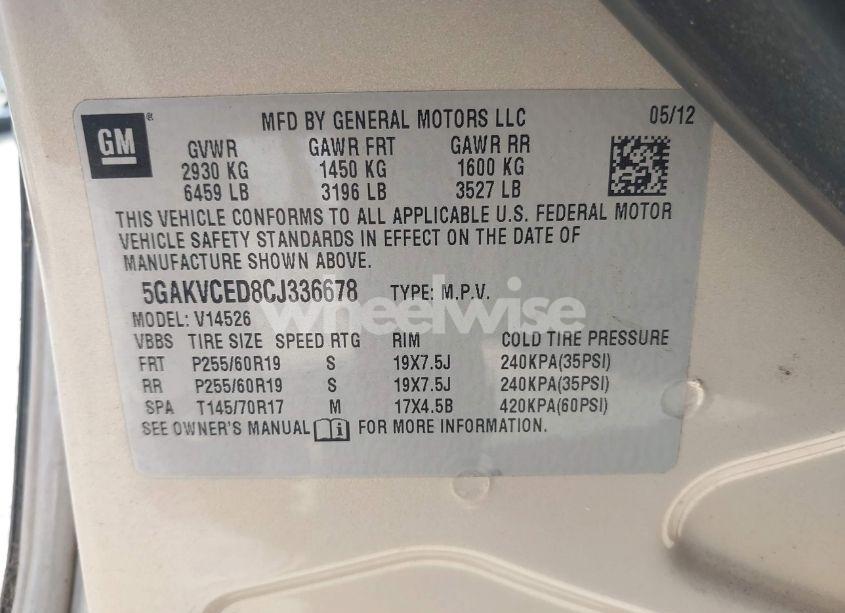 GM ®
MFD BY GENERAL MOTORS LLC 05/12
GVWR GAWR FRT GAWR RR
2930 KG 1450 KG 1600 KG
6459 LB 3196 LB 3527 LB
THIS VEHICLE CONFORMS TO ALL APPLICABLE U.S. FEDERAL MOTOR
VEHICLE SAFETY STANDARDS IN EFFECT ON THE DATE OF
MANUFACTURE SHOWN ABOVE.
5GAKVCED8CJ336678 TYPE: M.P.V.
wheelwise
MODEL: V14526
VBBS TIRE SIZE SPEED RTG RIM COLD TIRE PRESSURE
FRT P255/60R19 S 19X7.5J 240KPA(35PSI)
RR P255/60R19 S 19X7.5J 240KPA(35PSI)
SPA T145/70R17 M 17X4.5B 420KPA(60PSI)
SEE OWNER'S MANUAL i FOR MORE INFORMATION.